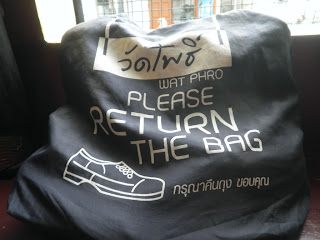 วัดโพธิ์
WAT PHRO
PLEASE
RETURN
THE BAG
กรุณาคืนถุง ขอบคุณ